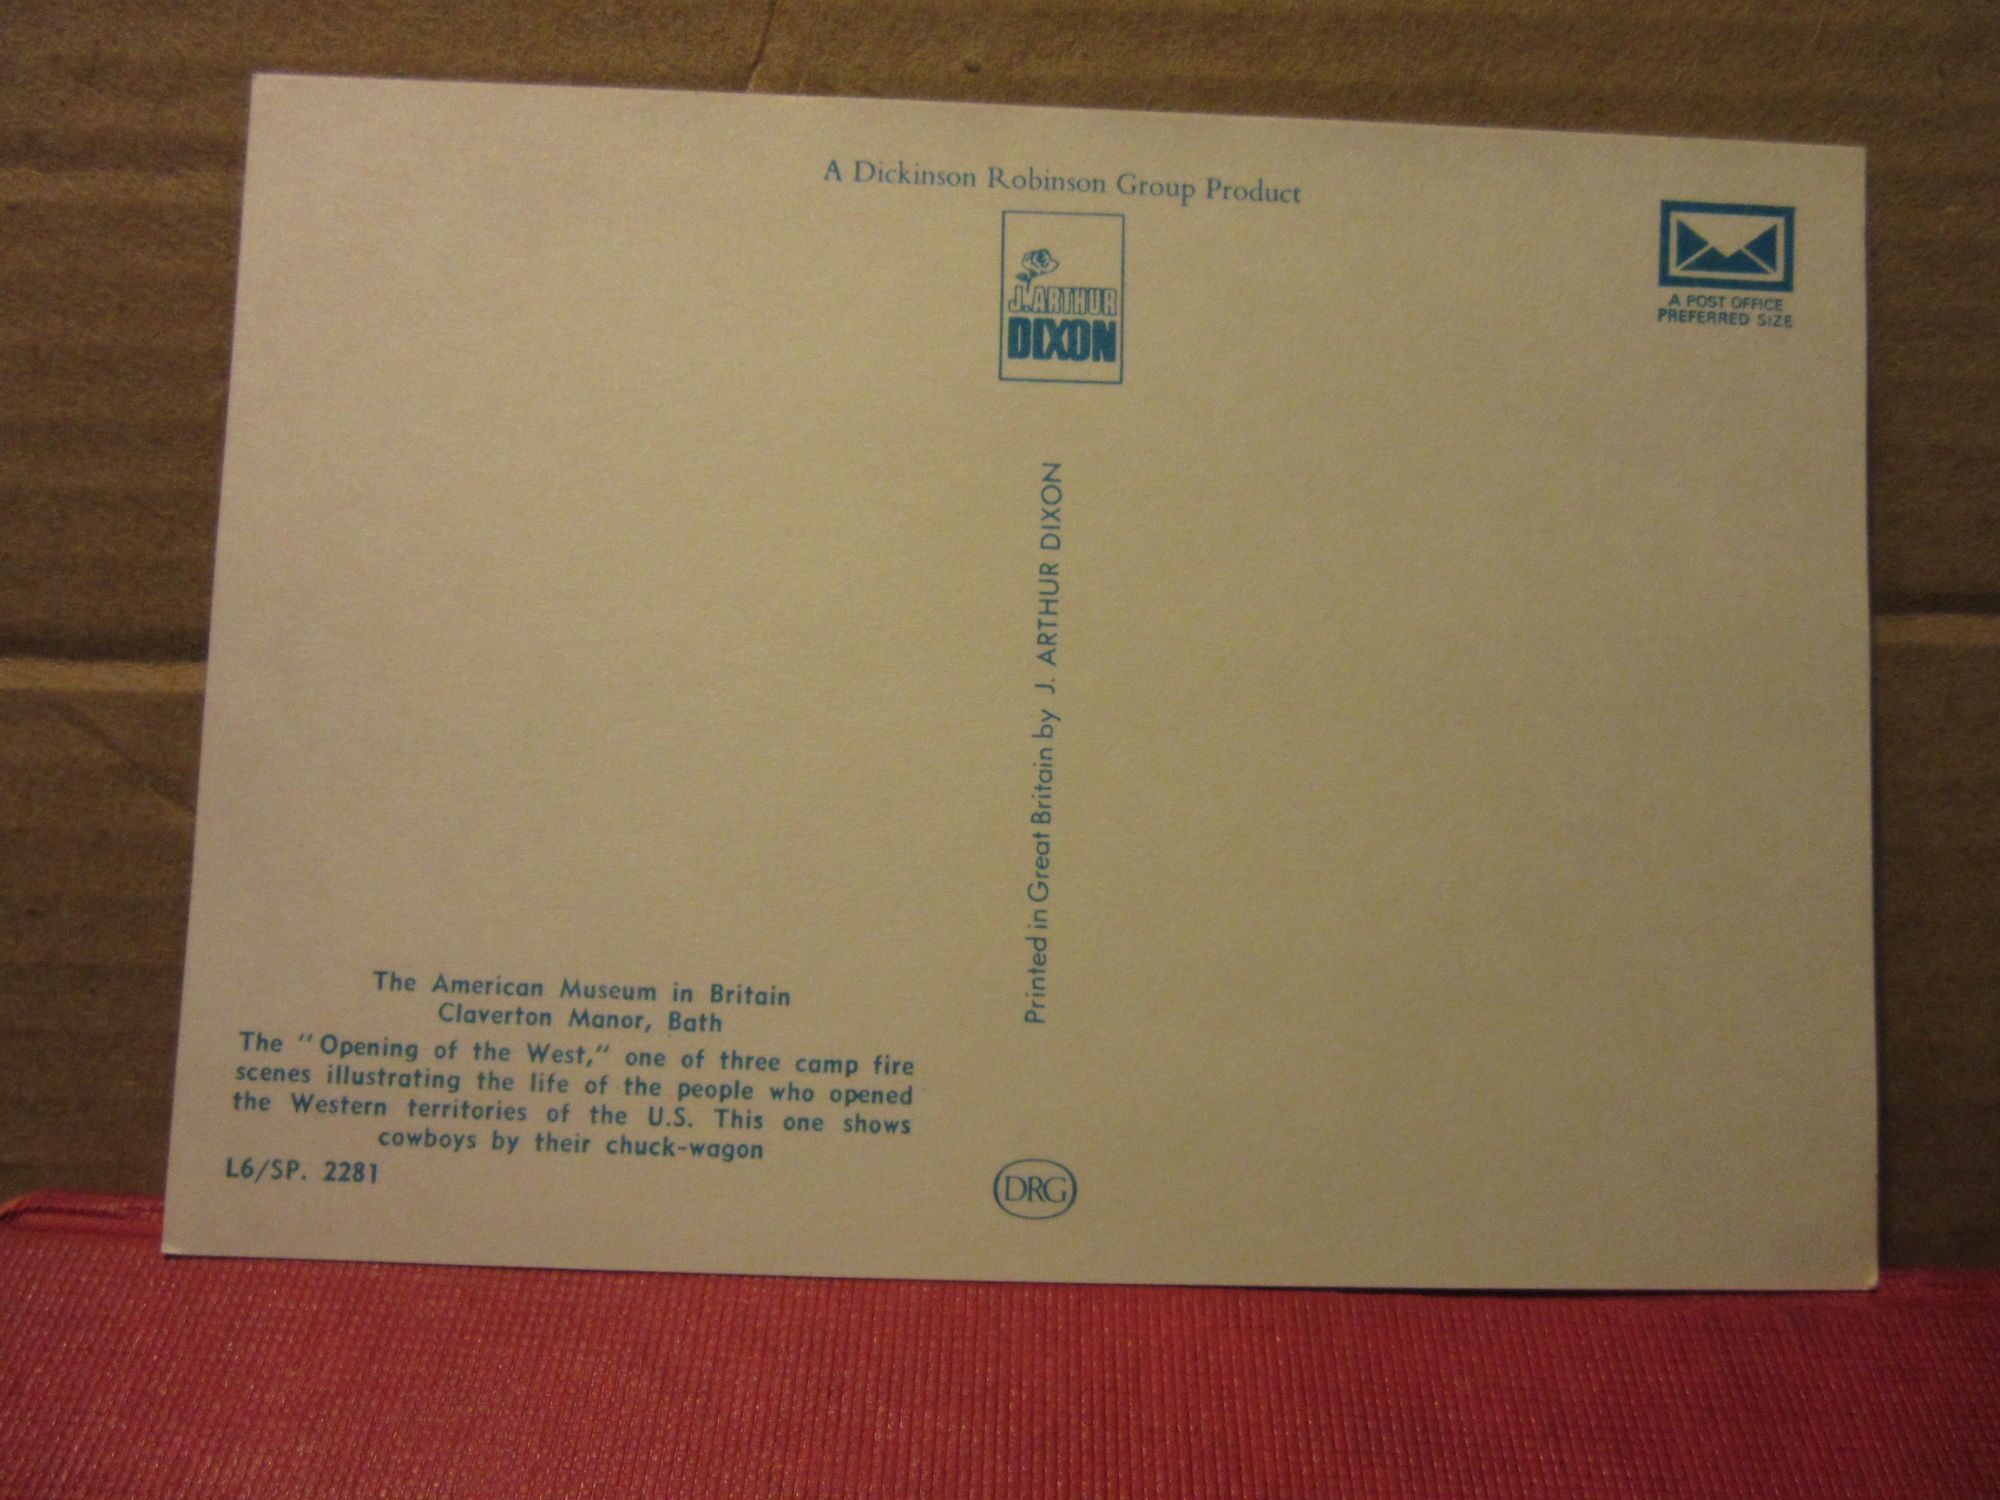 A Dickinson Robinson Group Product
J. ARTHUR
DIXON
A POST OFFICE
PREFERRED SIZE
Printed in Great Britain by J. ARTHUR DIXON
The American Museum in Britain
Claverton Manor, Bath
The "Opening of the West," one of three camp fire
scenes illustrating the life of the people who opened
the Western territories of the U.S. This one shows
cowboys by their chuck-wagon
L6/SP. 2281
DRG